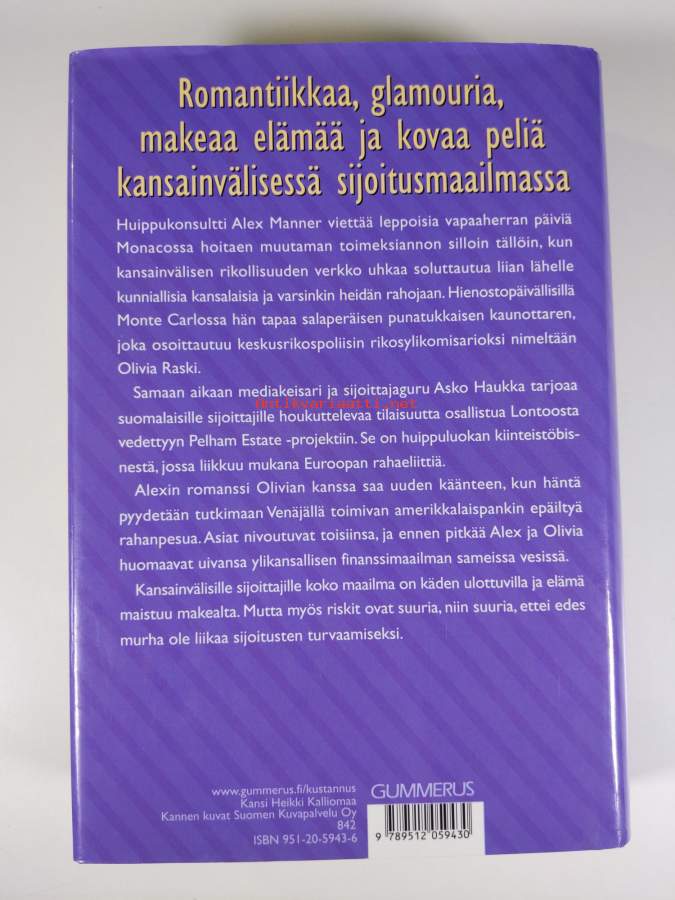 Romantiikkaa, glamouria,
makeaa elämää ja kovaa peliä
kansainvälisessä sijoitusmaailmassa
Huippukonsultti Alex Manner viettää leppoisia vapaaherran päiviä
Monacossa hoitaen muutaman toimeksiannon silloin tällöin, kun
kansainvälisen rikollisuuden verkko uhkaa soluttautua liian lähelle
kunniallisia kansalaisia ja varsinkin heidän rahojaan. Hienostopäivällisillä
Monte Carlossa hän tapaa salaperäisen punatukkaisen kaunottaren,
joka osoittautuu keskusrikospoliisin rikosylikomisarioksi nimeltään
Olivia Raski.
Samaan aikaan mediakeisari ja sijoittajaguru Asko Haukka tarjoaa
Antikvariaatti.net
suomalaisille sijoittajille houkuttelevaa tilaisuutta osallistua Lontoosta
vedettyyn Pelham Estate -projektiin. Se on huippuluokan kiinteistöbis-
nestä, jossa liikkuu mukana Euroopan rahaeliittiä.
Alexin romanssi Olivian kanssa saa uuden käänteen, kun häntä
pyydetään tutkimaan Venäjällä toimivan amerikkalaispankin epäiltyä
rahanpesua. Asiat nivoutuvat toisiinsa, ja ennen pitkää Alex ja Olivia
huomaavat uivansa ylikansallisen finanssimaailman sameissa vesissä.
Kansainvälisille sijoittajille koko maailma on käden ulottuvilla ja elämä
maistuu makealta. Mutta myös riskit ovat suuria, niin suuria, ettei edes
murha ole liikaa sijoitusten turvaamiseksi.
www.gummerus.fi/kustannus
Kansi Heikki Kalliomaa
Kannen kuvat Suomen Kuvapalvelu Oy
842
ISBN 951-20-5943-6
GUMMERUS
9 789512 059430